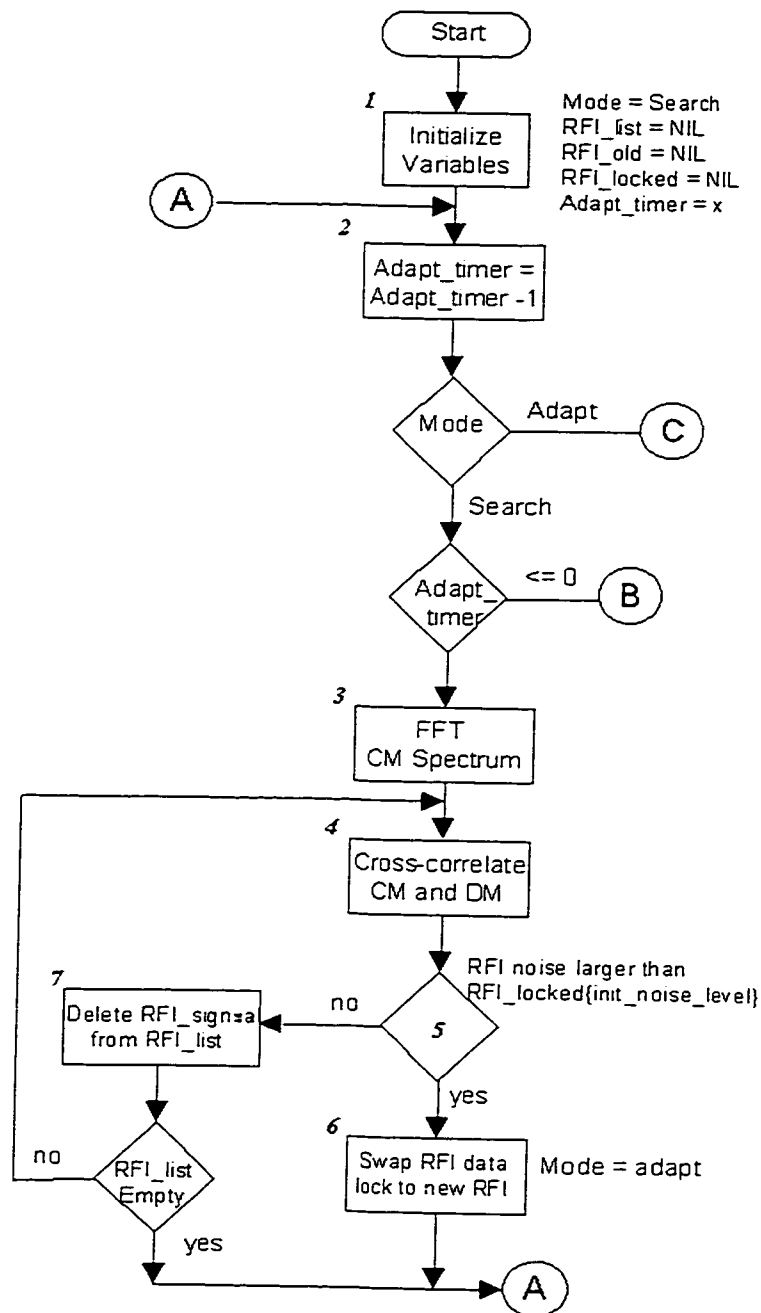 Start
1
Initialize
Variables
Mode = Search
RFI_list = NIL
RFI_old = NIL
RFI_locked = NIL
Adapt_timer = x
A
2
Adapt_timer =
Adapt_timer -1
Mode
Adapt
C
Search
Adapt_
timer
<= 0
B
3
FFT
CM Spectrum
4
Cross-correlate
CM and DM
RFI noise larger than
RFI_locked{init_noise_level}
5
no
7
Delete RFI_signa
from RFI_list
yes
6
Swap RFI data
lock to new RFI
Mode = adapt
no
RFI_list
Empty
yes
A